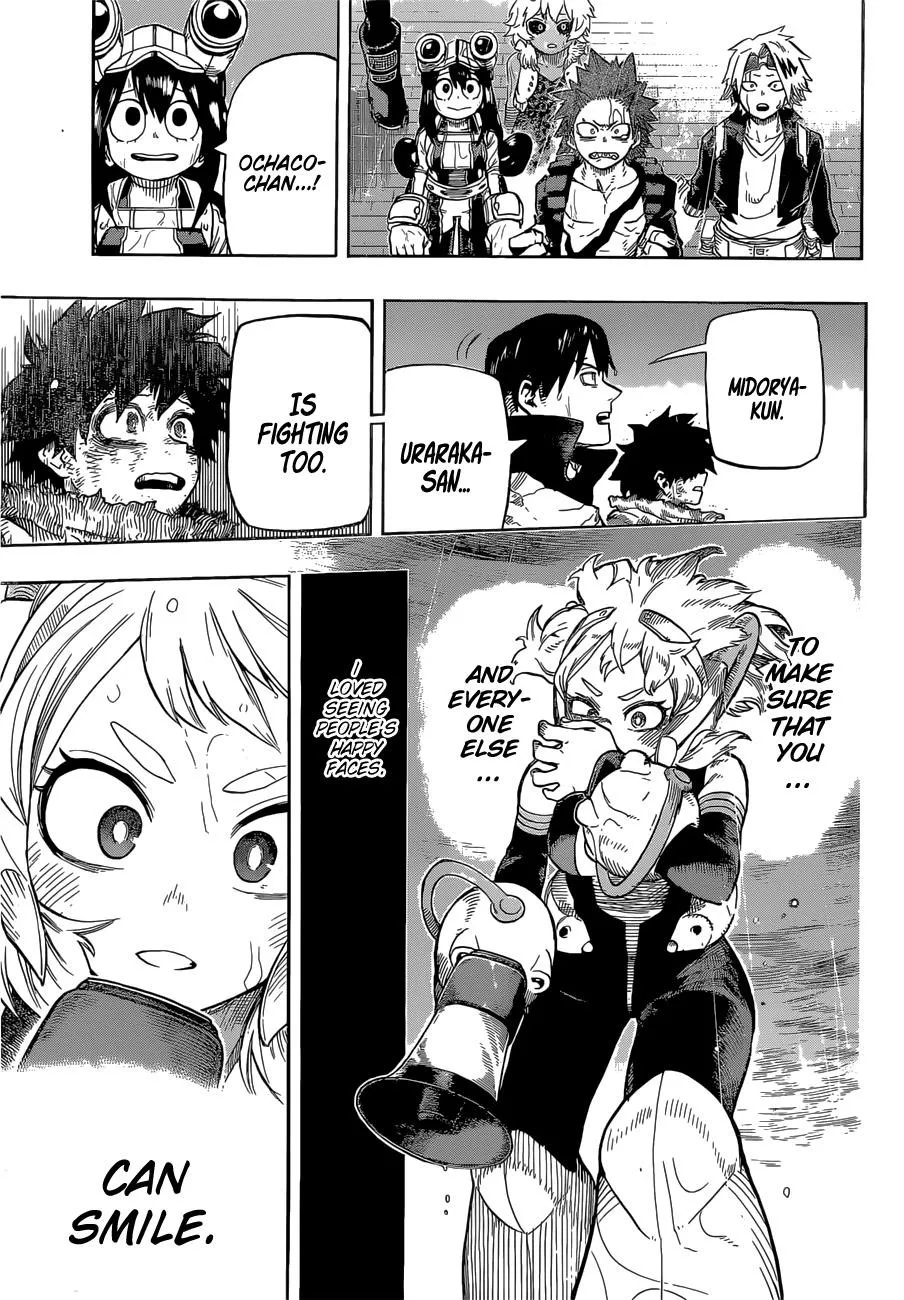 OCHACO-
CHAN...!
MIDORYA-
KUN.
URARAKA-
SAN...
IS
FIGHTING
TOO.
TO
MAKE
SURE
THAT
YOU
...
AND
EVERY-
ONE
ELSE
...
I
LOVED
SEEING
PEOPLE'S
HAPPY
FACES.
CAN
SMILE.